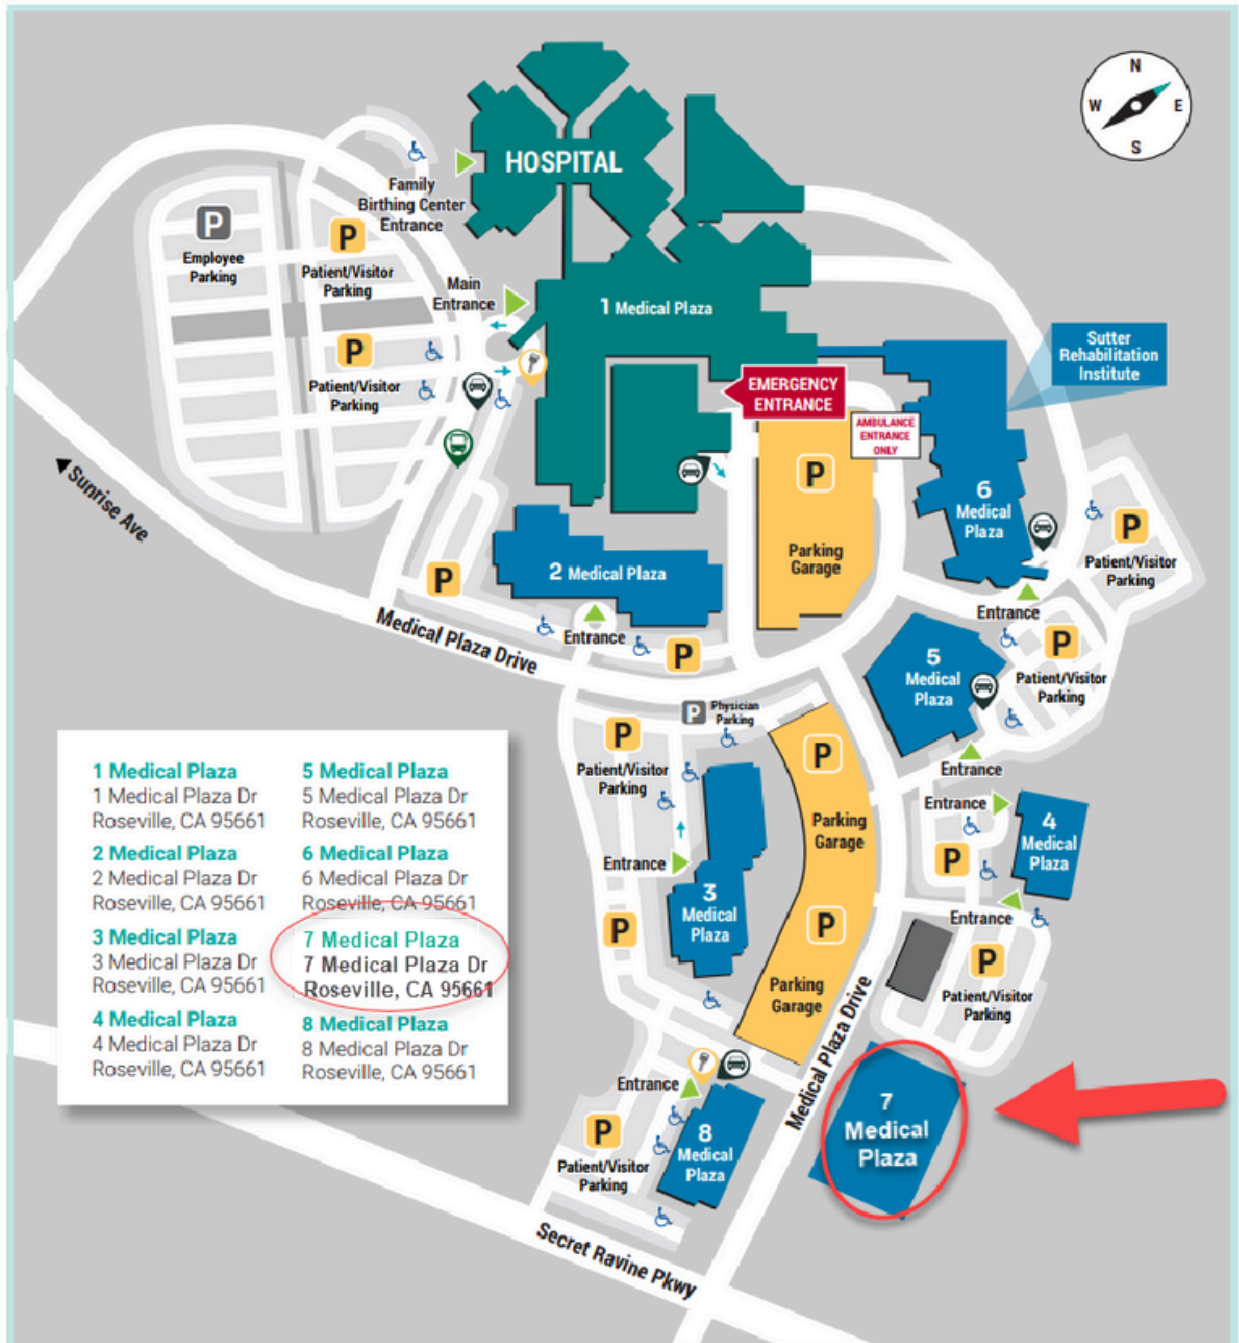 N
W
E
S
HOSPITAL
Family
Birthing Center
Entrance
P
Employee
Parking
P
Patient/Visitor
Parking
Main
Entrance
1 Medical Plaza
P
Patient/Visitor
Parking
Sutter
Rehabilitation
Institute
EMERGENCY
ENTRANCE
AMBULANCE
ENTRANCE
ONLY
P
Parking
Garage
6
Medical
Plaza
P
Patient/Visitor
Parking
Sunrise Ave
2 Medical Plaza
P
Entrance
P
Medical Plaza Drive
Entrance
P
Patient/Visitor
Parking
5
Medical
Plaza
Entrance
P
Physician
Parking
P
Patient/Visitor
Parking
P
Parking
Garage
Entrance
4
Medical
Plaza
P
Entrance
Entrance
3
Medical
Plaza
P
P
Parking
Garage
P
Patient/Visitor
Parking
Medical Plaza Drive
1 Medical Plaza
1 Medical Plaza Dr
Roseville, CA 95661
2 Medical Plaza
2 Medical Plaza Dr
Roseville, CA 95661
3 Medical Plaza
3 Medical Plaza Dr
Roseville, CA 95661
4 Medical Plaza
4 Medical Plaza Dr
Roseville, CA 95661
5 Medical Plaza
5 Medical Plaza Dr
Roseville, CA 95661
6 Medical Plaza
6 Medical Plaza Dr
Roseville, CA 95661
7 Medical Plaza
7 Medical Plaza Dr
Roseville, CA 95661
8 Medical Plaza
8 Medical Plaza Dr
Roseville, CA 95661
Entrance
7
Medical
Plaza
8
Medical
Plaza
P
Patient/Visitor
Parking
Secret Ravine Pkwy